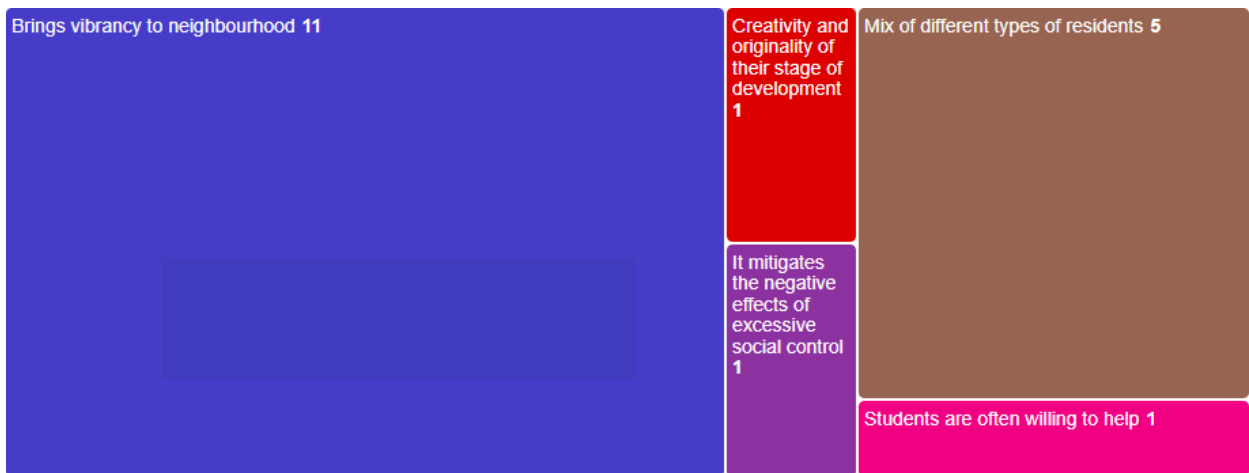 Brings vibrancy to neighbourhood 11
Creativity and
originality of
their stage of
development
1
It mitigates
the negative
effects of
excessive
social control
1
Mix of different types of residents 5
Students are often willing to help 1